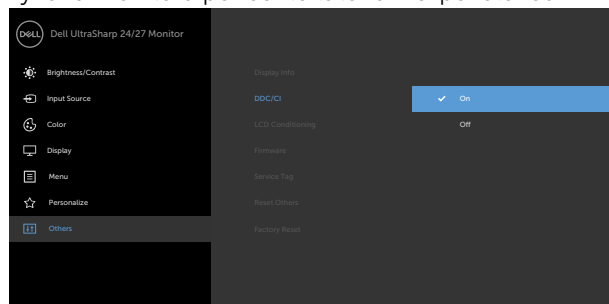 DELL Dell UltraSharp 24/27 Monitor
Brightness/Contrast Display Info
Input Source DDC/CI On
Color LCD Conditioning Off
Display Firmware
Menu Service Tag
Personalize Reset Others
Others Factory Reset